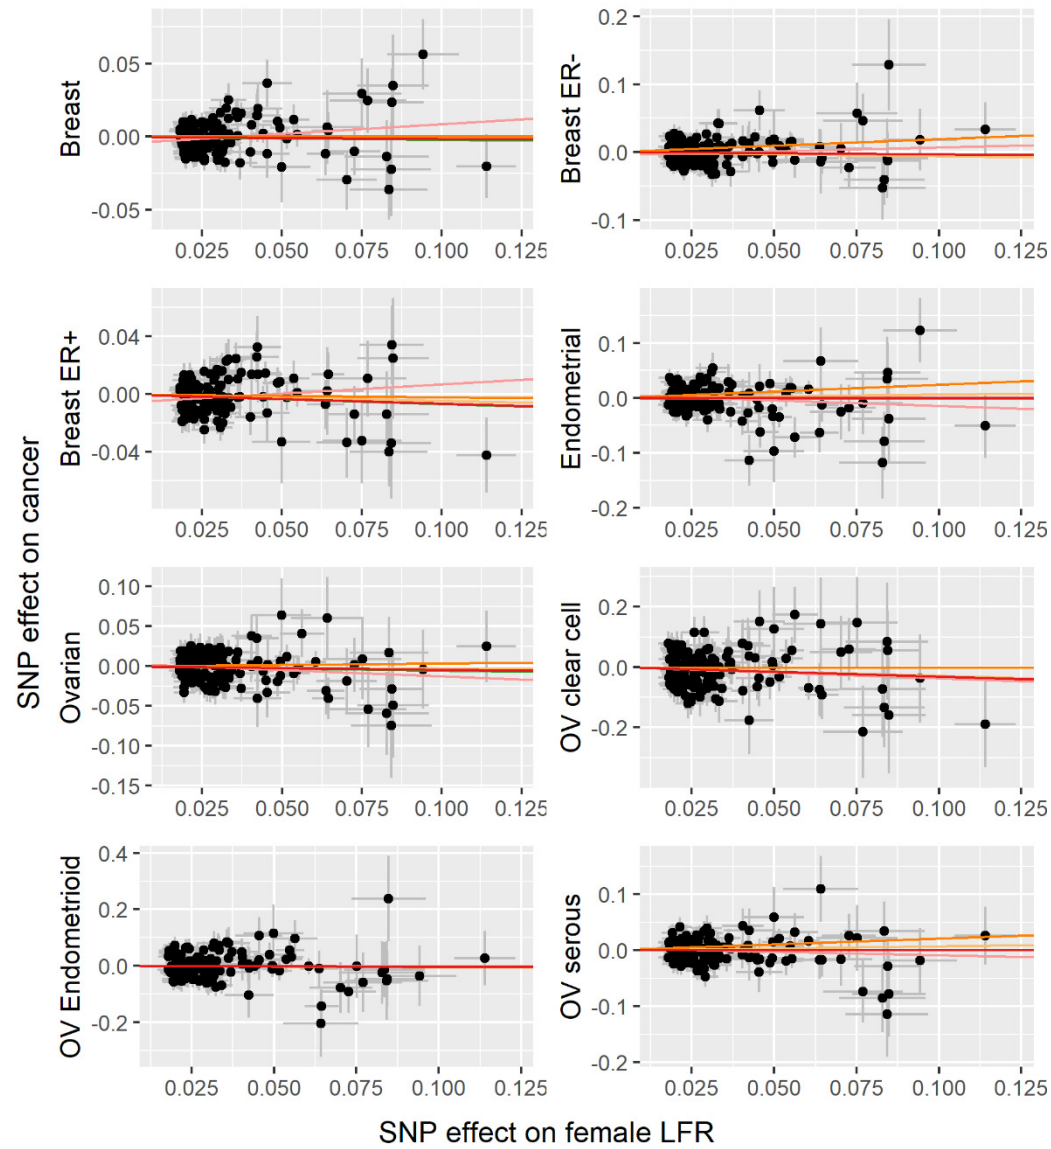 SNP effect on cancer
Breast
0.05
0.00
-0.05
0.025 0.050 0.075 0.100 0.125
Breast ER-
0.2
0.1
0.0
-0.1
0.025 0.050 0.075 0.100 0.125
Breast ER+
0.04
0.00
-0.04
0.025 0.050 0.075 0.100 0.125
Endometrial
0.1
0.0
-0.1
-0.2
0.025 0.050 0.075 0.100 0.125
Ovarian
0.10
0.05
0.00
-0.05
-0.10
-0.15
0.025 0.050 0.075 0.100 0.125
OV clear cell
0.2
0.0
-0.2
0.025 0.050 0.075 0.100 0.125
OV Endometrioid
0.4
0.2
0.0
-0.2
0.025 0.050 0.075 0.100 0.125
OV serous
0.1
0.0
-0.1
-0.2
0.025 0.050 0.075 0.100 0.125
SNP effect on female LFR